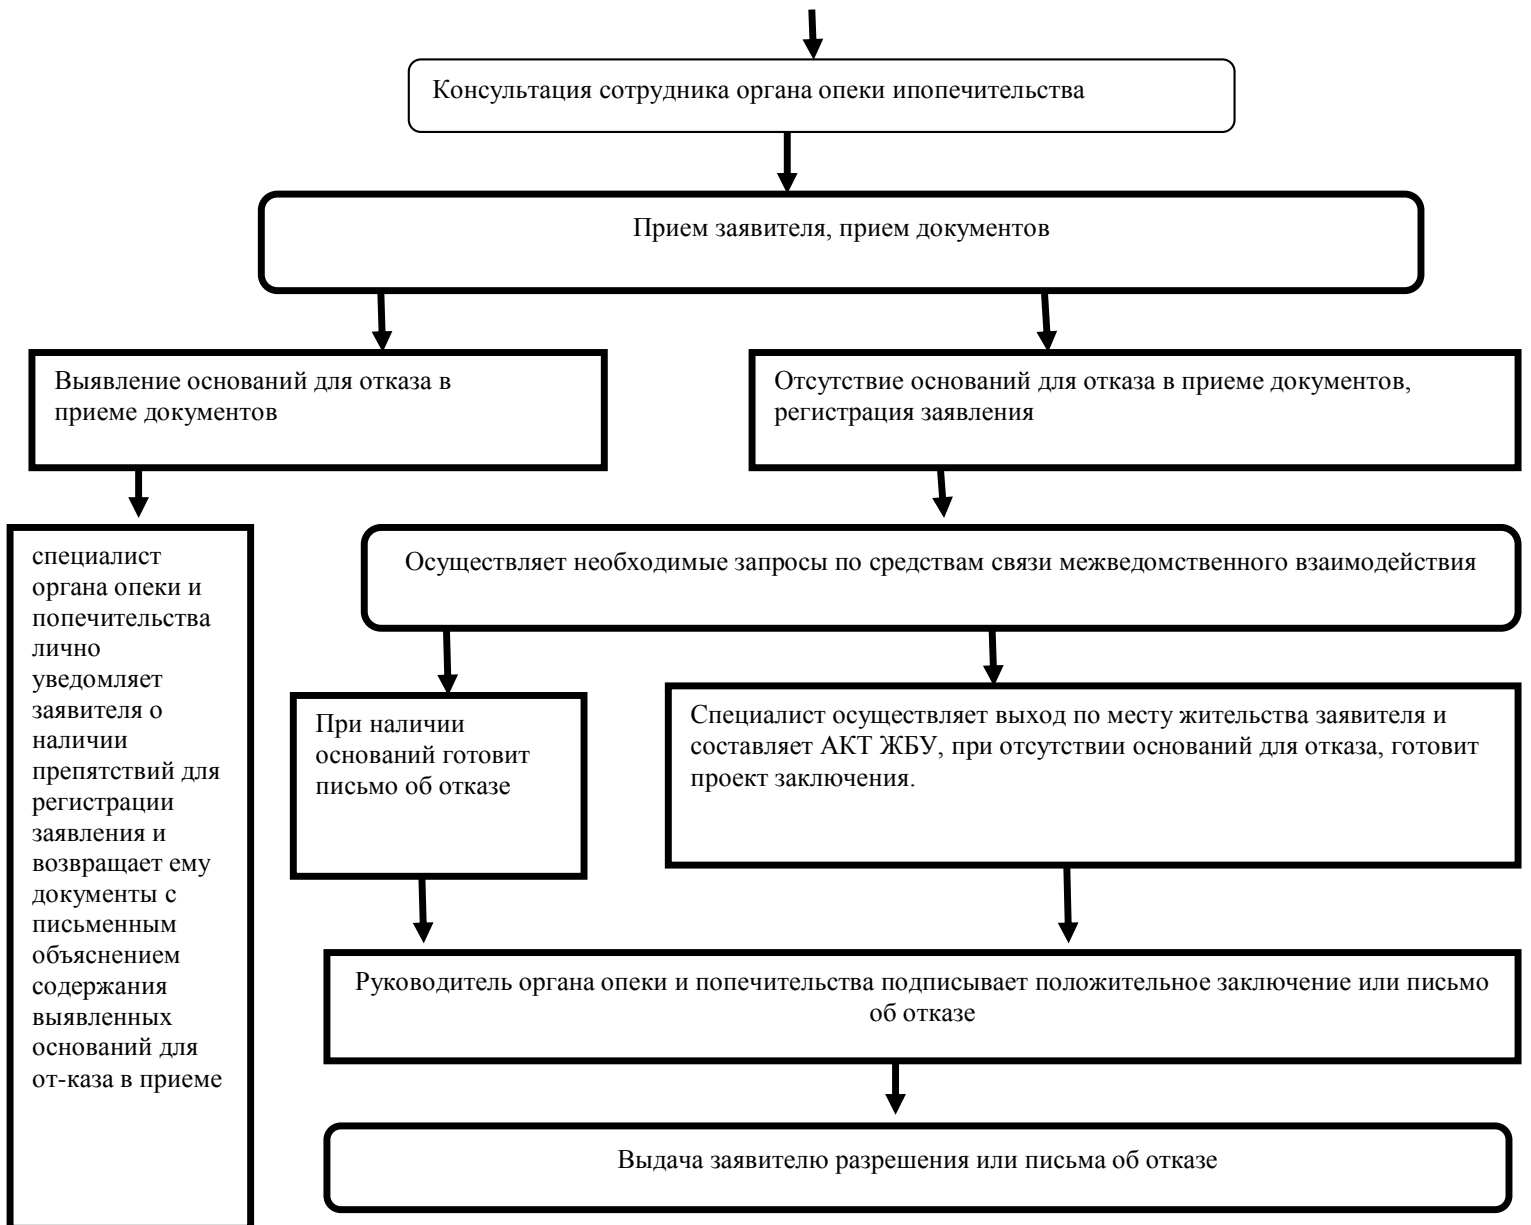 Консультация сотрудника органа опеки ипопечительства
Прием заявителя, прием документов
Выявление оснований для отказа в
приеме документов
Отсутствие оснований для отказа в приеме документов,
регистрация заявления
специалист
органа опеки и
попечительства
лично
уведомляет
заявителя о
наличии
препятствий для
регистрации
заявления и
возвращает ему
документы с
письменным
объяснением
содержания
выявленных
оснований для
от-каза в приеме
Осуществляет необходимые запросы по средствам связи межведомственного взаимодействия
При наличии
оснований готовит
письмо об отказе
Специалист осуществляет выход по месту жительства заявителя и
составляет АКТ ЖБУ, при отсутствии оснований для отказа, готовит
проект заключения.
Руководитель органа опеки и попечительства подписывает положительное заключение или письмо
об отказе
Выдача заявителю разрешения или письма об отказе